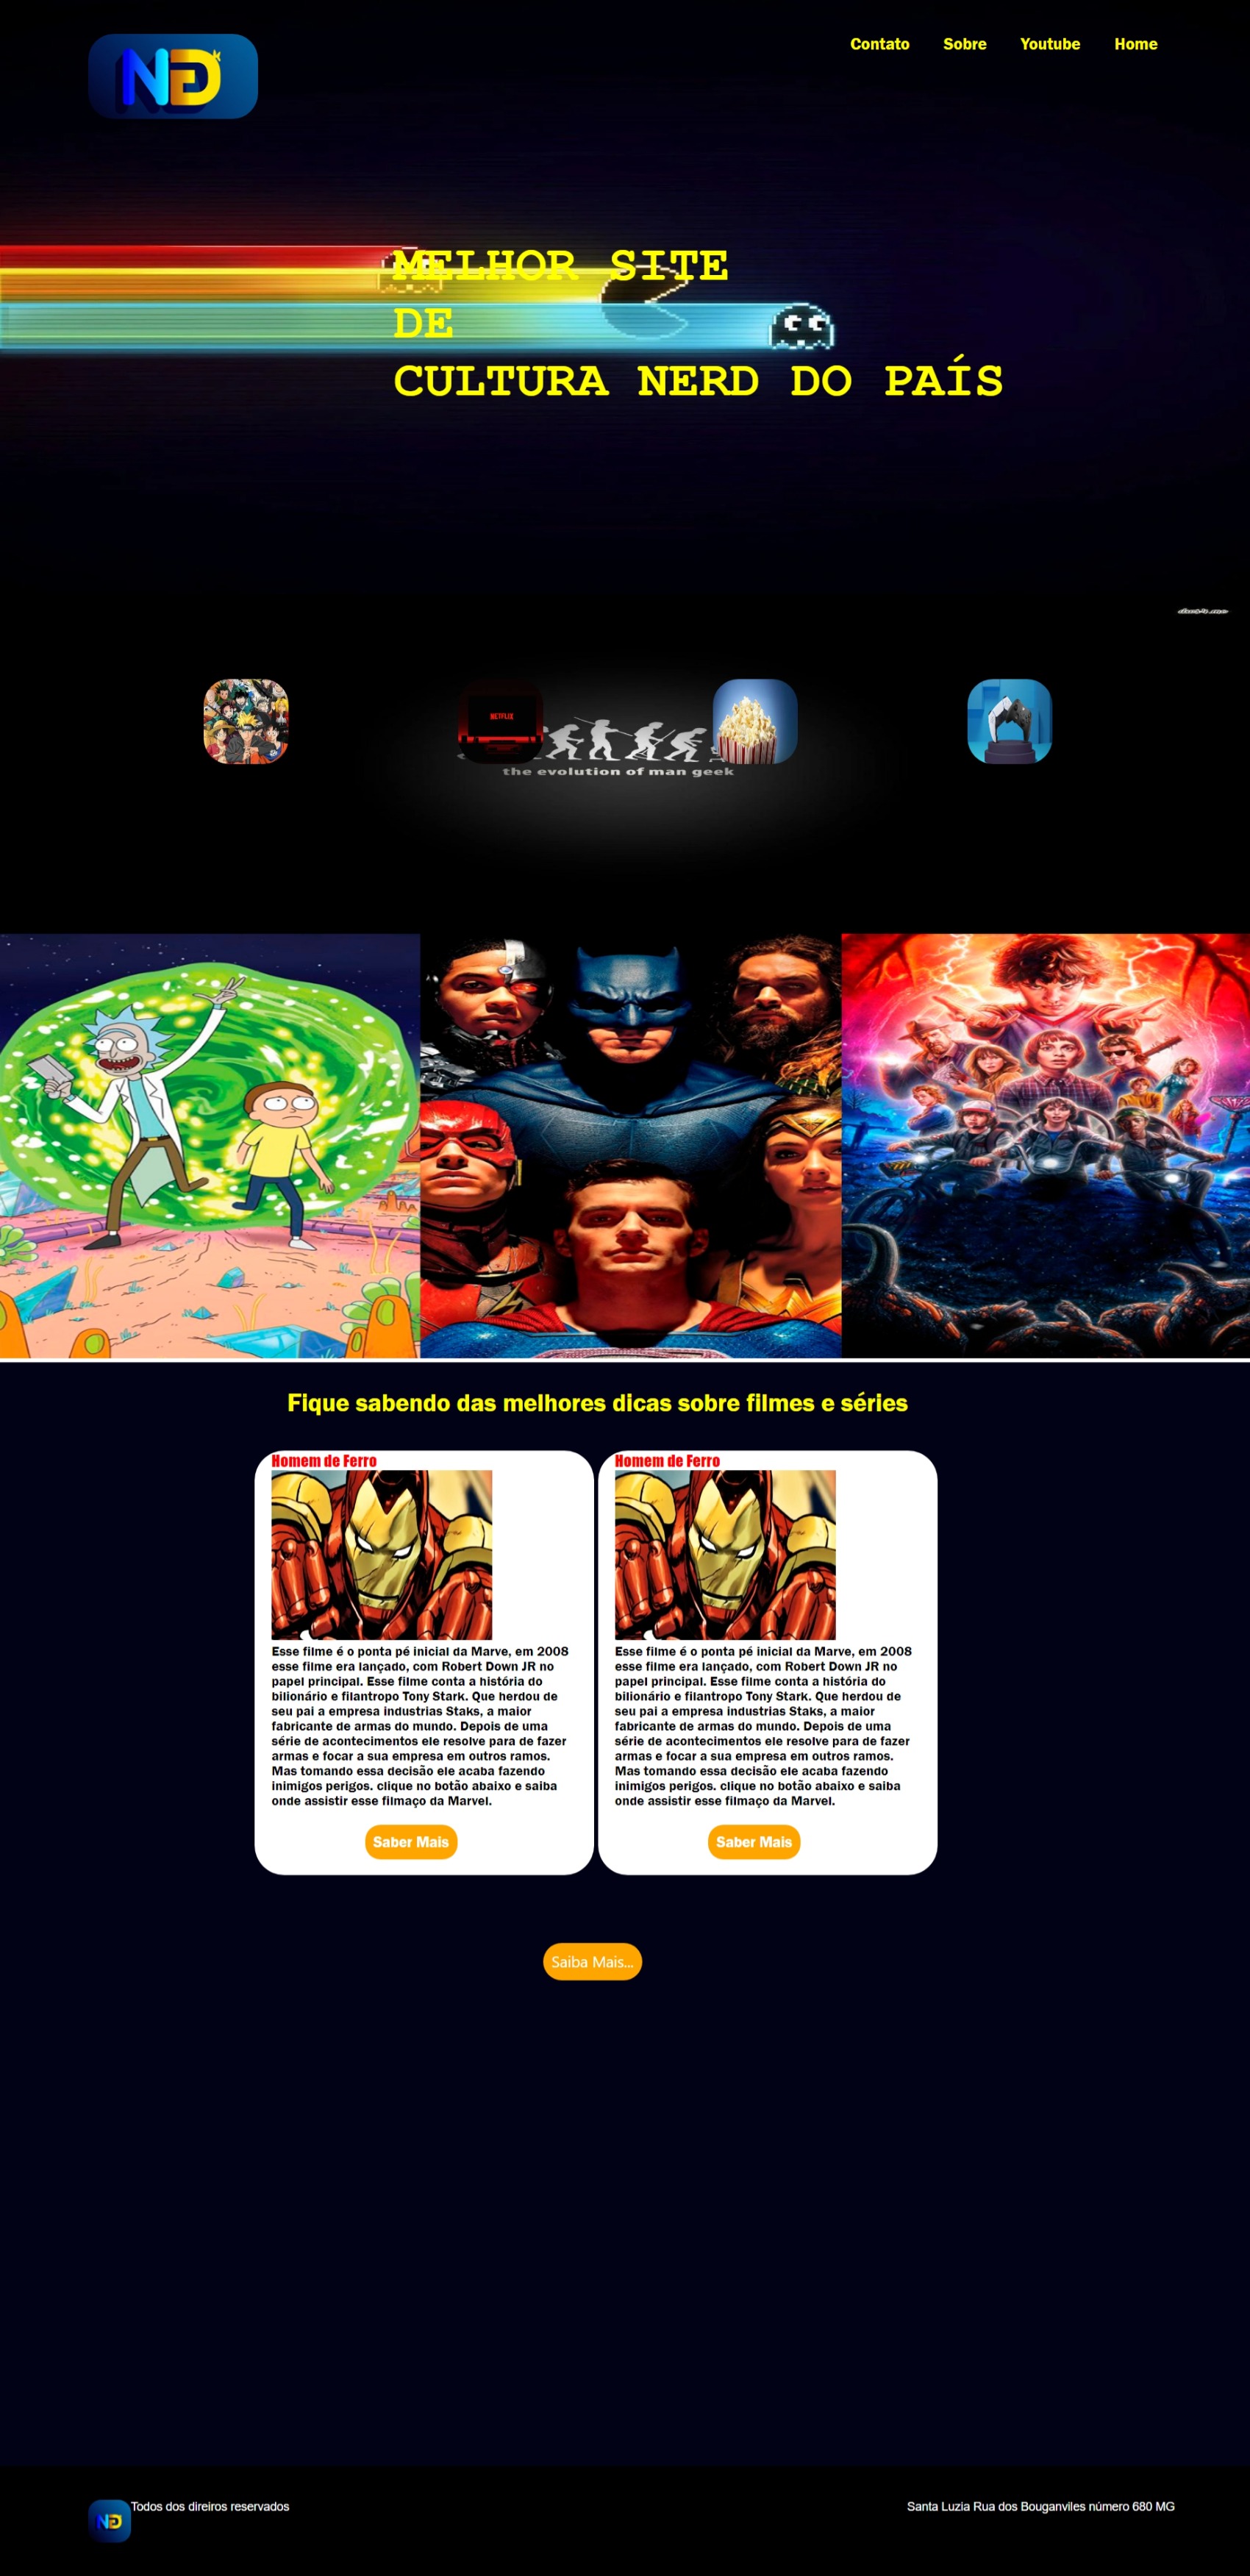 ND
Contato Sobre Youtube Home
MELHOR SITE
DE
CULTURA NERD DO PAÍS
NETFLIX
the evolution of man geek
Fique sabendo das melhores dicas sobre filmes e séries
Homem de Ferro
Esse filme é o ponta pé inicial da Marve, em 2008
esse filme era lançado, com Robert Down JR no
papel principal. Esse filme conta a história do
bilionário e filantropo Tony Stark. Que herdou de
seu pai a empresa industrias Staks, a maior
fabricante de armas do mundo. Depois de uma
série de acontecimentos ele resolve para de fazer
armas e focar a sua empresa em outros ramos.
Mas tomando essa decisão ele acaba fazendo
inimigos perigos. clique no botão abaixo e saiba
onde assistir esse filmaço da Marvel.
Saber Mais
Homem de Ferro
Esse filme é o ponta pé inicial da Marve, em 2008
esse filme era lançado, com Robert Down JR no
papel principal. Esse filme conta a história do
bilionário e filantropo Tony Stark. Que herdou de
seu pai a empresa industrias Staks, a maior
fabricante de armas do mundo. Depois de uma
série de acontecimentos ele resolve para de fazer
armas e focar a sua empresa em outros ramos.
Mas tomando essa decisão ele acaba fazendo
inimigos perigos. clique no botão abaixo e saiba
onde assistir esse filmaço da Marvel.
Saber Mais
Saiba Mais...
ND
Todos dos direiros reservados
Santa Luzia Rua dos Bouganviles número 680 MG